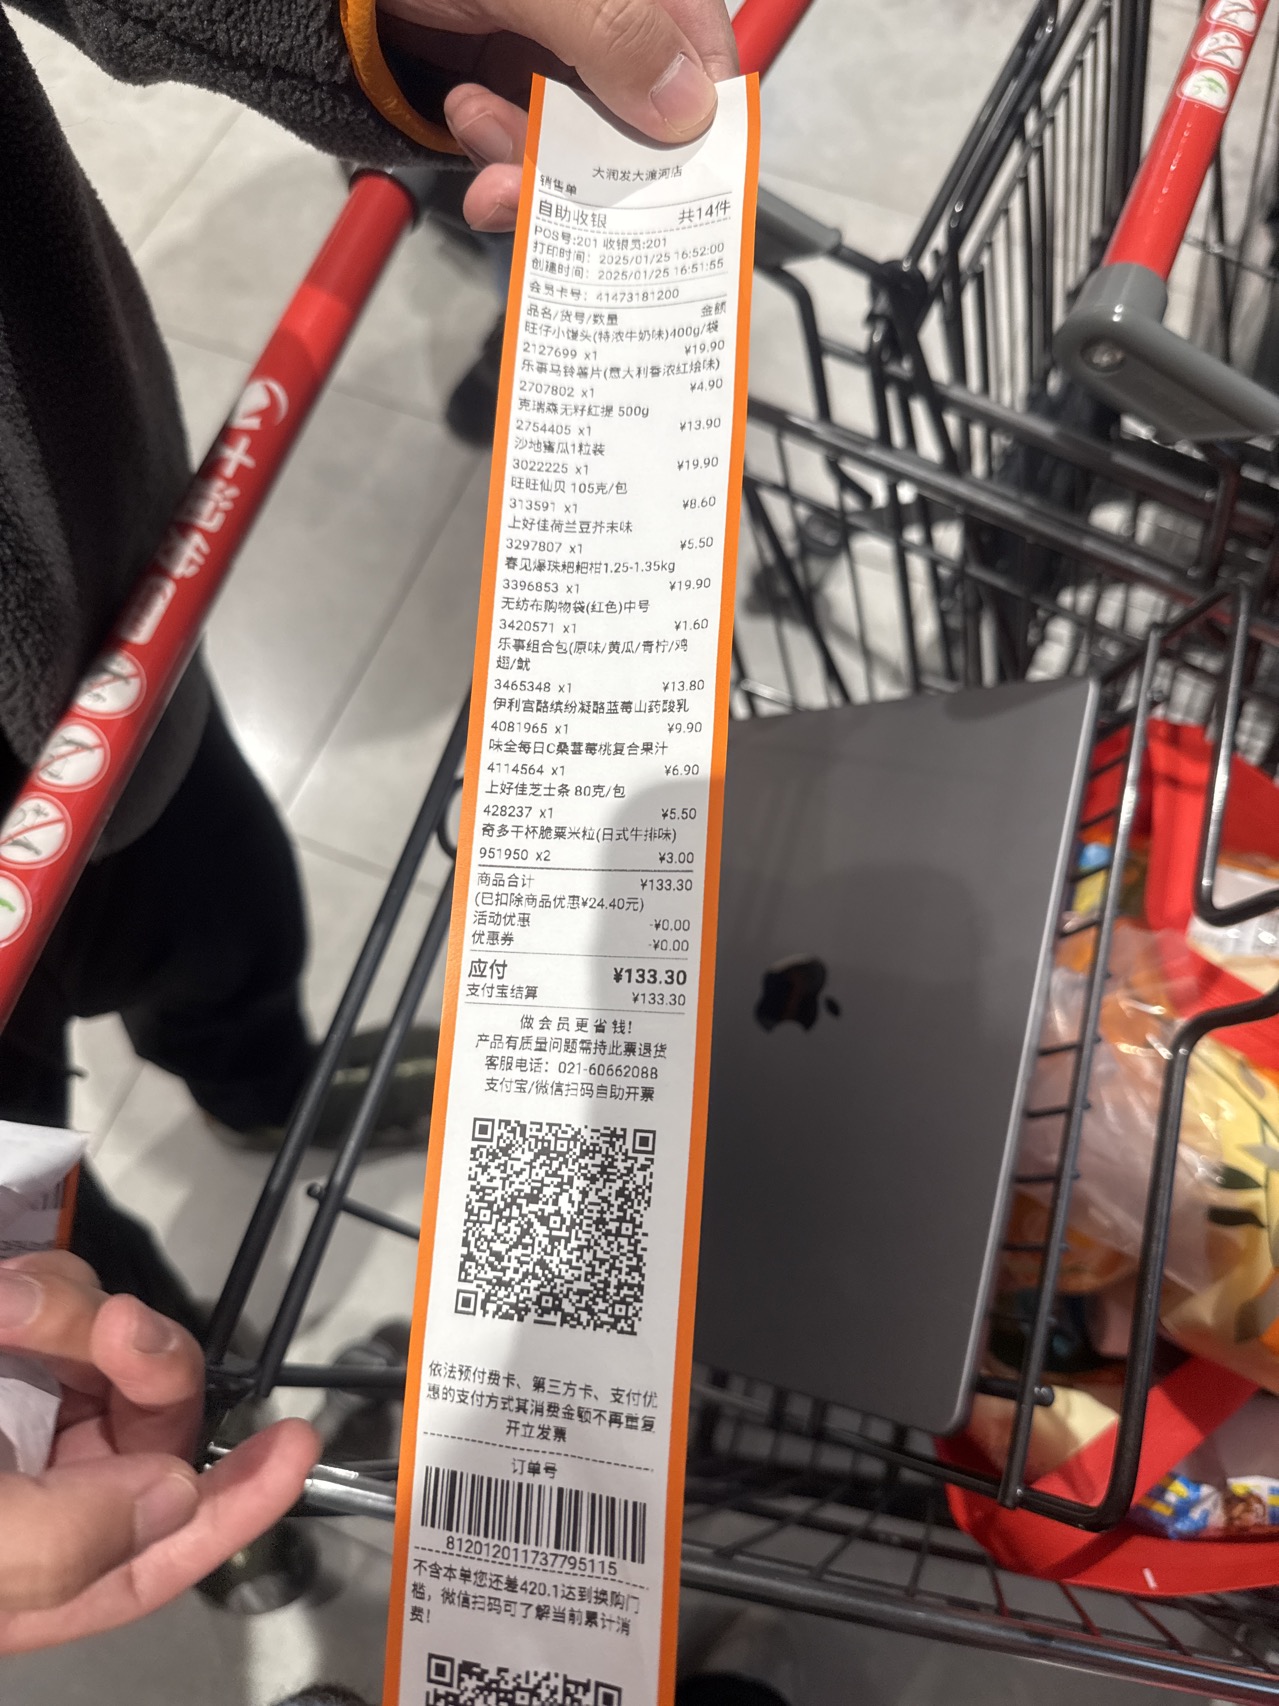 大润发大渡河店
销售单
自助收银 共14件
POS号:201 收银员:201
打印时间: 2025/01/25 16:52:00
创建时间: 2025/01/25 16:51:55
会员卡号: 41473181200
品名/货号/数量 金额
旺仔小馒头(特浓牛奶味)400g/袋
2127699 x1 ¥19.90
乐事马铃薯片(意大利香浓红烩味)
2707802 x1 ¥4.90
克瑞森无籽红提 500g
2754405 x1 ¥13.90
沙地蜜瓜1粒装
3022225 x1 ¥19.90
旺旺仙贝 105克/包
313591 x1 ¥8.60
上好佳荷兰豆芥末味
3297807 x1 ¥5.50
春见爆珠粑粑柑1.25-1.35kg
3396853 x1 ¥19.90
无纺布购物袋(红色)中号
3420571 x1 ¥1.60
乐事组合包(原味/黄瓜/青柠/鸡
翅/鱿
3465348 x1 ¥13.80
伊利宫酪缤纷凝酪蓝莓山药酸乳
4081965 x1 ¥9.90
味全每日C桑葚莓桃复合果汁
4114564 x1 ¥6.90
上好佳芝士条 80克/包
428237 x1 ¥5.50
奇多干杯脆粟米粒(日式牛排味)
951950 x2 ¥3.00
商品合计 ¥133.30
(已扣除商品优惠¥24.40元)
活动优惠 -¥0.00
优惠券 -¥0.00
应付 ¥133.30
支付宝结算 ¥133.30
做会员更省钱!
产品有质量问题需持此票退货
客服电话: 021-60662088
支付宝/微信扫码自助开票
依法预付费卡、第三方卡、支付优
惠的支付方式其消费金额不再重复
开立发票
订单号
812012011737795115
不含本单您还差420.1达到换购门
槛, 微信扫码可了解当前累计消
费!